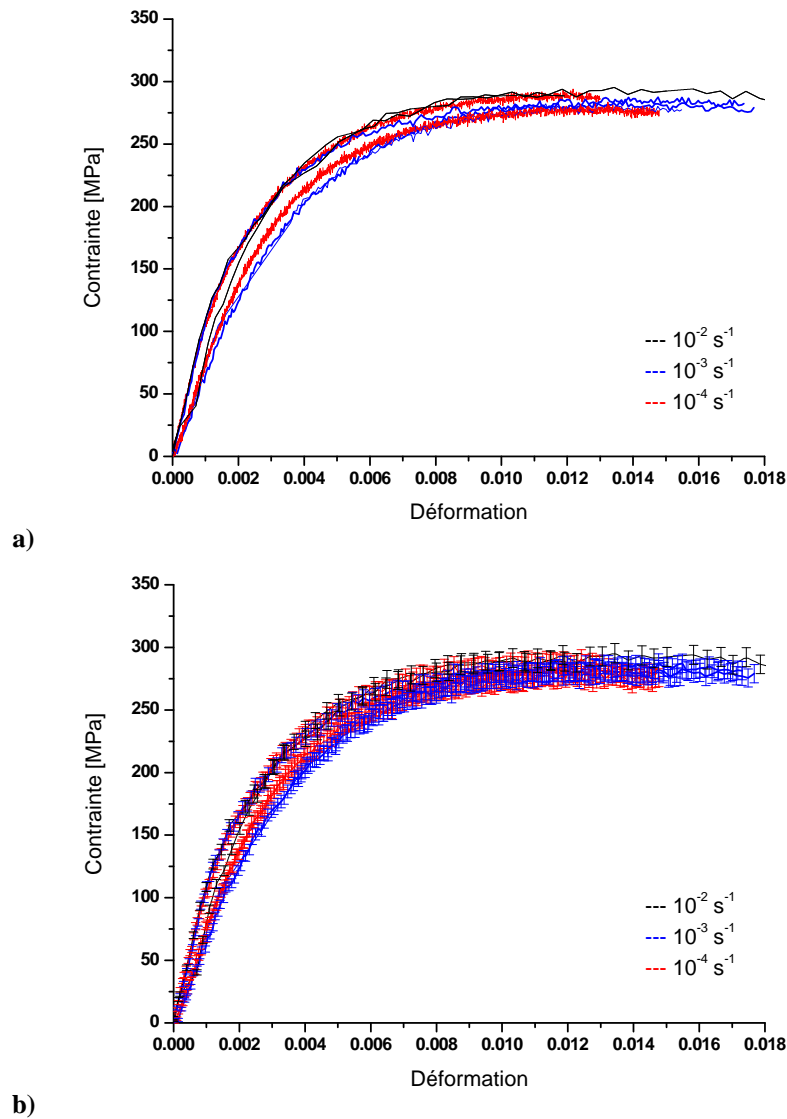 350
300
250
200
150
100
50
0
Contrainte [MPa]
10⁻² s⁻¹
10⁻³ s⁻¹
10⁻⁴ s⁻¹
0.000 0.002 0.004 0.006 0.008 0.010 0.012 0.014 0.016 0.018
Déformation
a)
350
300
250
200
150
100
50
0
Contrainte [MPa]
10⁻² s⁻¹
10⁻³ s⁻¹
10⁻⁴ s⁻¹
0.000 0.002 0.004 0.006 0.008 0.010 0.012 0.014 0.016 0.018
Déformation
b)